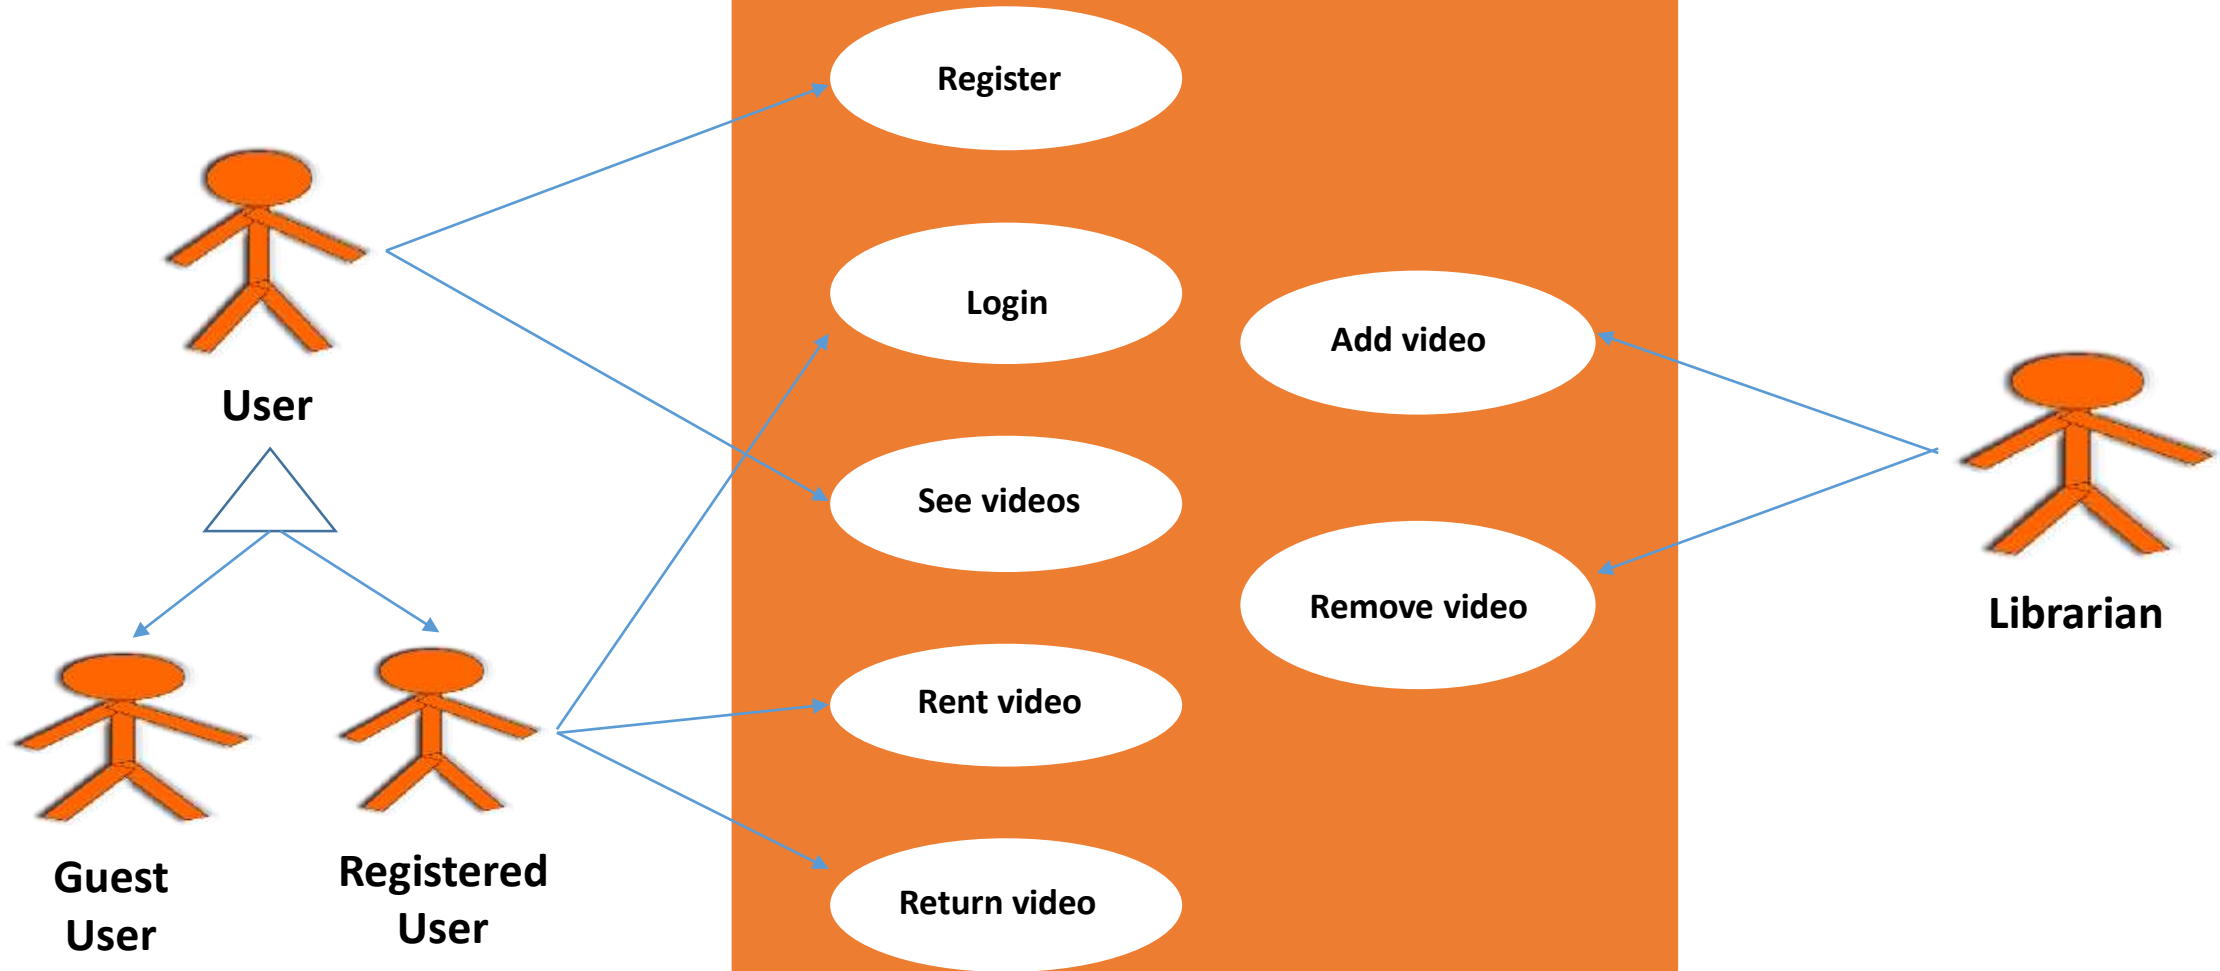 Register
Login
Add video
User
See videos
Remove video
Librarian
Rent video
Guest
User
Registered
User
Return video